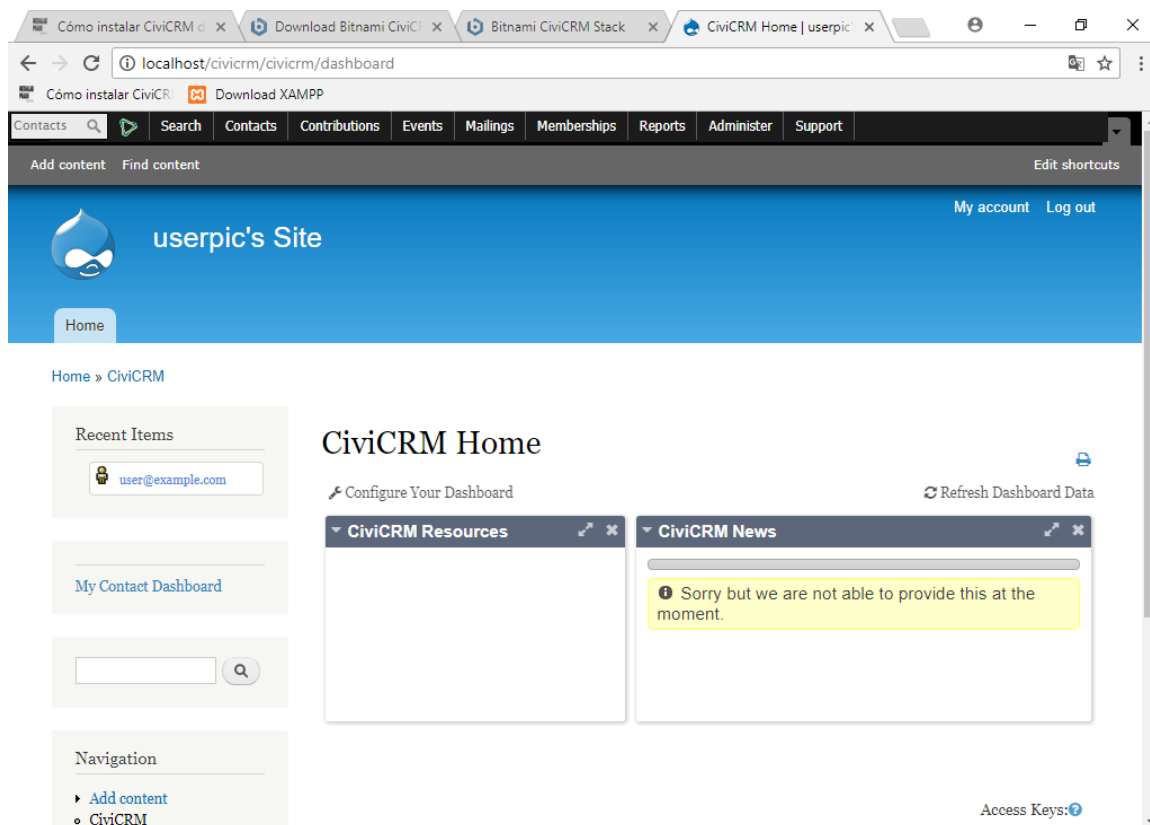 Cómo instalar CiviCRM d
Download Bitnami CiviCR
Bitnami CiviCRM Stack
CiviCRM Home | userpic'
localhost/civicrm/civicrm/dashboard
Cómo instalar CiviCR
Download XAMPP
Contacts
Search
Contacts
Contributions
Events
Mailings
Memberships
Reports
Administer
Support
Add content
Find content
Edit shortcuts
My account
Log out
userpic's Site
Home
Home » CiviCRM
Recent Items
user@example.com
My Contact Dashboard
Navigation
Add content
CiviCRM
CiviCRM Home
Configure Your Dashboard
Refresh Dashboard Data
CiviCRM Resources
CiviCRM News
Sorry but we are not able to provide this at the
moment.
Access Keys: